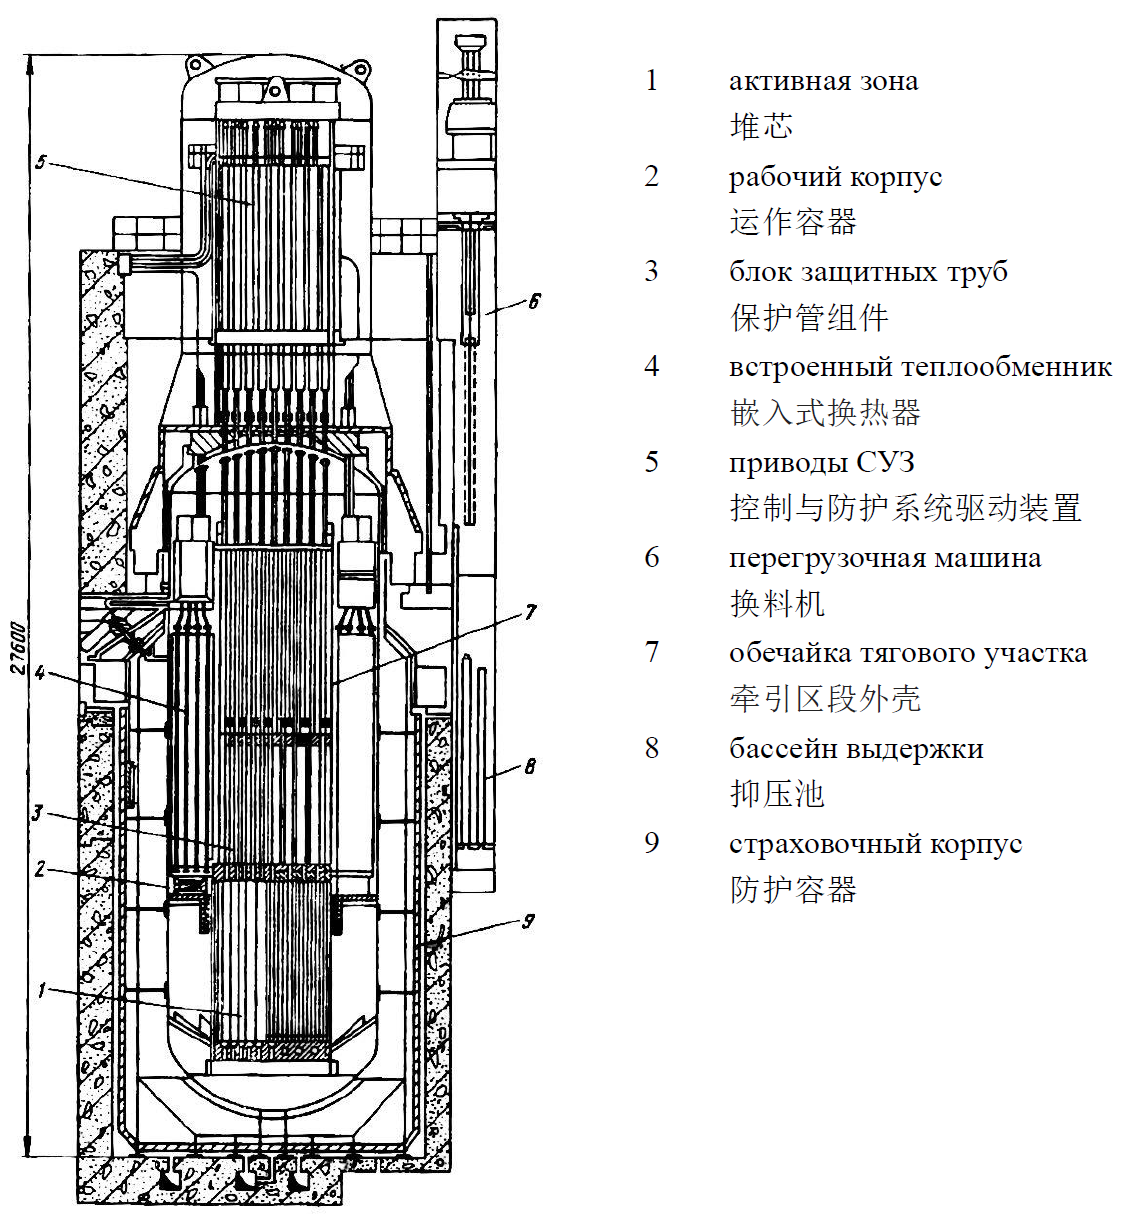 27600
5
6
7
4
8
3
2
9
1
1 активная зона
堆芯
2 рабочий корпус
运作容器
3 блок защитных труб
保护管组件
4 встроенный теплообменник
嵌入式换热器
5 приводы СУЗ
控制与防护系统驱动装置
6 перегрузочная машина
换料机
7 обечайка тягового участка
牵引区段外壳
8 бассейн выдержки
抑压池
9 страховочный корпус
防护容器